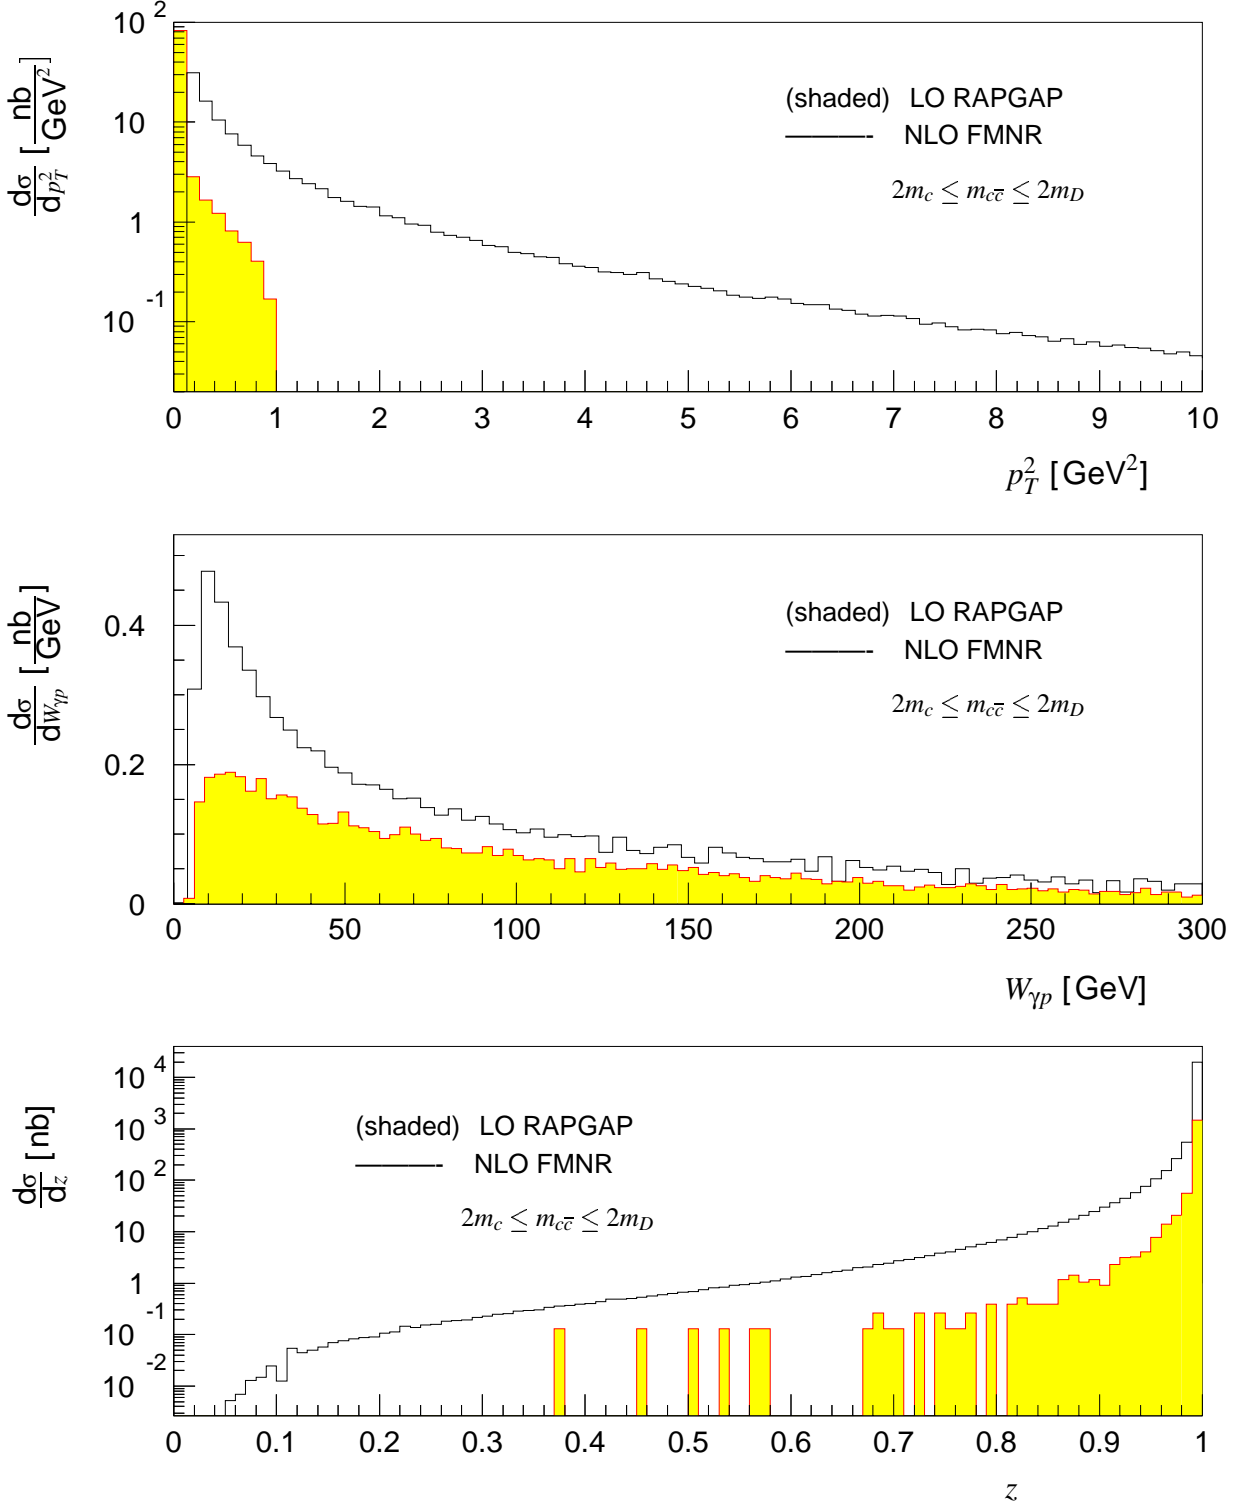 dσ/dp_T^2 [nb/GeV^2]
10^2
10
1
10^-1
(shaded) LO RAPGAP
———- NLO FMNR
2m_c ≤ m_cc̅ ≤ 2m_D
0 1 2 3 4 5 6 7 8 9 10
p_T^2 [GeV^2]
dσ/dW_γp [nb/GeV]
0.4
0.2
0
(shaded) LO RAPGAP
———- NLO FMNR
2m_c ≤ m_cc̅ ≤ 2m_D
0 50 100 150 200 250 300
W_γp [GeV]
dσ/dz [nb]
10^4
10^3
10^2
10
1
10^-1
10^-2
(shaded) LO RAPGAP
———- NLO FMNR
2m_c ≤ m_cc̅ ≤ 2m_D
0 0.1 0.2 0.3 0.4 0.5 0.6 0.7 0.8 0.9 1
z